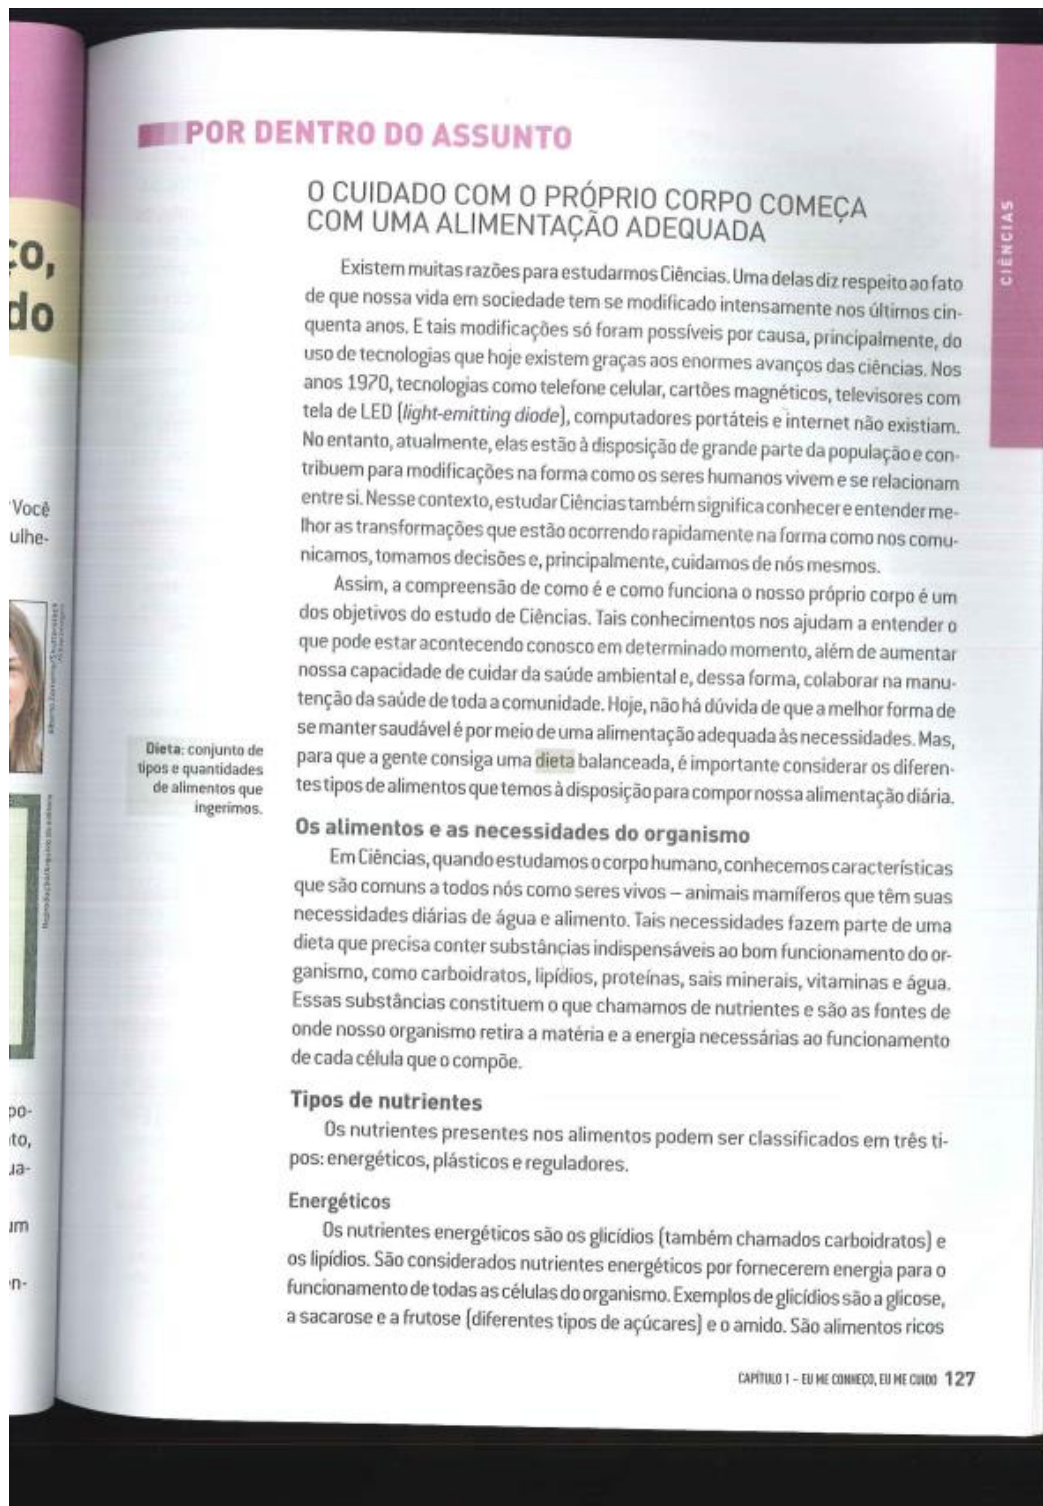 ço,
do
Você
ulhe-
po-
to,
ua-
um
en-
POR DENTRO DO ASSUNTO
CIÊNCIAS
O CUIDADO COM O PRÓPRIO CORPO COMEÇA
COM UMA ALIMENTAÇÃO ADEQUADA
Existem muitas razões para estudarmos Ciências. Uma delas diz respeito ao fato
de que nossa vida em sociedade tem se modificado intensamente nos últimos cin-
quenta anos. E tais modificações só foram possíveis por causa, principalmente, do
uso de tecnologias que hoje existem graças aos enormes avanços das ciências. Nos
anos 1970, tecnologias como telefone celular, cartões magnéticos, televisores com
tela de LED (light-emitting diode), computadores portáteis e internet não existiam.
No entanto, atualmente, elas estão à disposição de grande parte da população e con-
tribuem para modificações na forma como os seres humanos vivem e se relacionam
entre si. Nesse contexto, estudar Ciências também significa conhecer e entender me-
lhor as transformações que estão ocorrendo rapidamente na forma como nos comu-
nicamos, tomamos decisões e, principalmente, cuidamos de nós mesmos.
Assim, a compreensão de como é e como funciona o nosso próprio corpo é um
dos objetivos do estudo de Ciências. Tais conhecimentos nos ajudam a entender o
que pode estar acontecendo conosco em determinado momento, além de aumentar
nossa capacidade de cuidar da saúde ambiental e, dessa forma, colaborar na manu-
tenção da saúde de toda a comunidade. Hoje, não há dúvida de que a melhor forma de
se manter saudável é por meio de uma alimentação adequada às necessidades. Mas,
para que a gente consiga uma dieta balanceada, é importante considerar os diferen-
tes tipos de alimentos que temos à disposição para compor nossa alimentação diária.
Dieta: conjunto de
tipos e quantidades
de alimentos que
ingerimos.
Os alimentos e as necessidades do organismo
Em Ciências, quando estudamos o corpo humano, conhecemos características
que são comuns a todos nós como seres vivos – animais mamíferos que têm suas
necessidades diárias de água e alimento. Tais necessidades fazem parte de uma
dieta que precisa conter substâncias indispensáveis ao bom funcionamento do or-
ganismo, como carboidratos, lipídios, proteínas, sais minerais, vitaminas e água.
Essas substâncias constituem o que chamamos de nutrientes e são as fontes de
onde nosso organismo retira a matéria e a energia necessárias ao funcionamento
de cada célula que o compõe.
Tipos de nutrientes
Os nutrientes presentes nos alimentos podem ser classificados em três ti-
pos: energéticos, plásticos e reguladores.
Energéticos
Os nutrientes energéticos são os glicídios (também chamados carboidratos) e
os lipídios. São considerados nutrientes energéticos por fornecerem energia para o
funcionamento de todas as células do organismo. Exemplos de glicídios são a glicose,
a sacarose e a frutose (diferentes tipos de açúcares) e o amido. São alimentos ricos
CAPÍTULO 1 – EU ME CONHEÇO, EU ME CUIDO 127